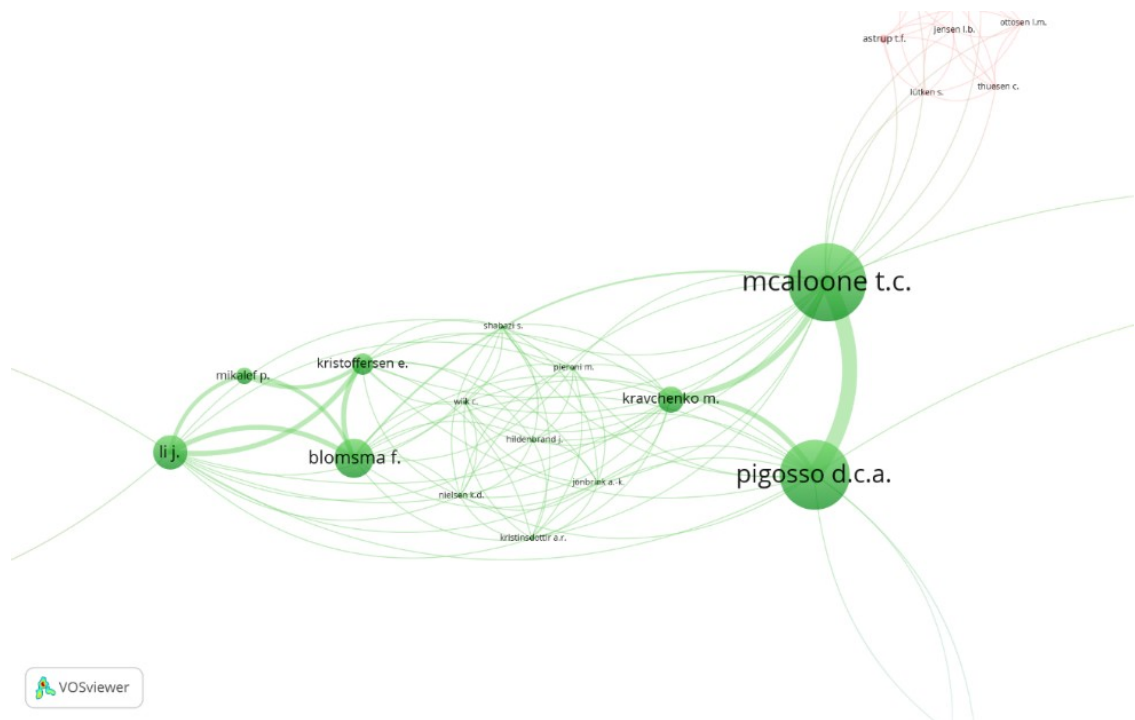 ottosen l.m.
jensen l.b.
astrup t.f.
thuesen c.
lütken s.
mcaloone t.c.
shabazi s.
kristoffersen e.
pieroni m.
mikalef p.
kravchenko m.
wiik c.
hildenbrand j.
li j.
blomsma f.
pigosso d.c.a.
jönbrink a.-k.
nielsen k.d.
kristinsdottir a.r.
VOSviewer